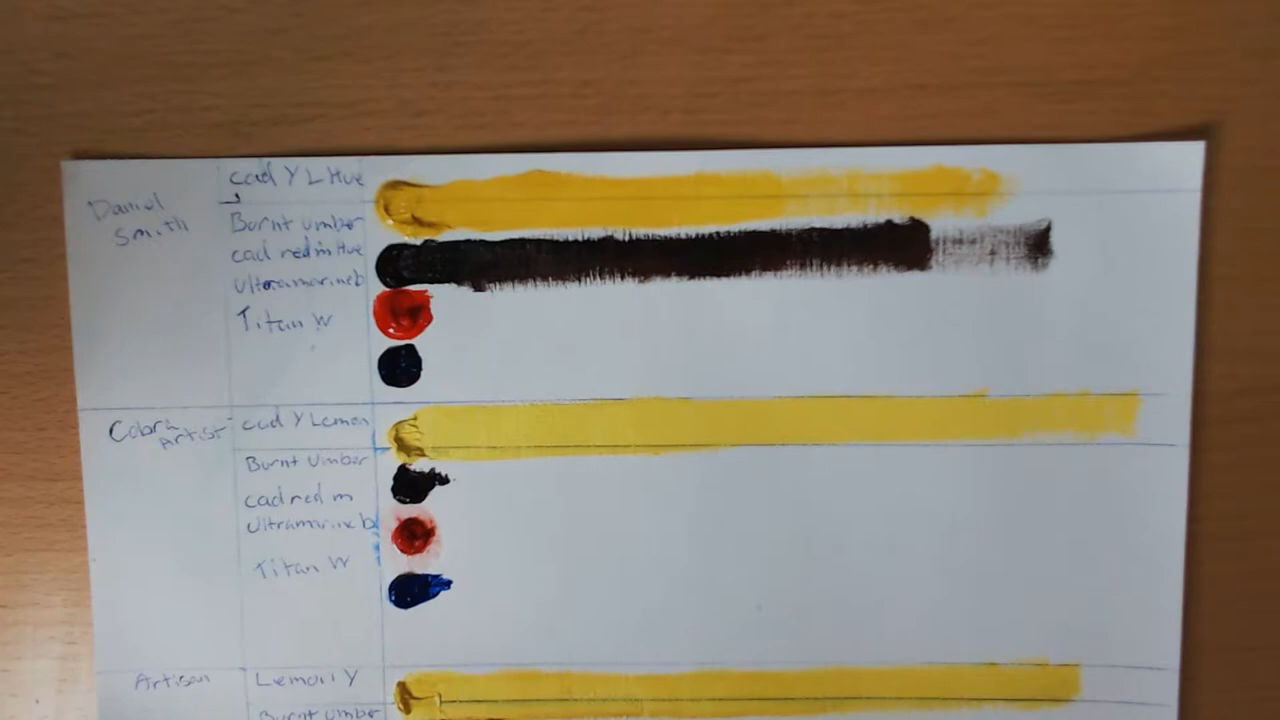 Daniel
Smith
cad Y L Hue
Burnt umber
cad red m Hue
ultramarine b
Titan W
Cobra
Artist
cad Y Lemon
Burnt Umber
cad red m
Ultramarine b
Titan W
Artisan
Lemon Y
Burnt umber